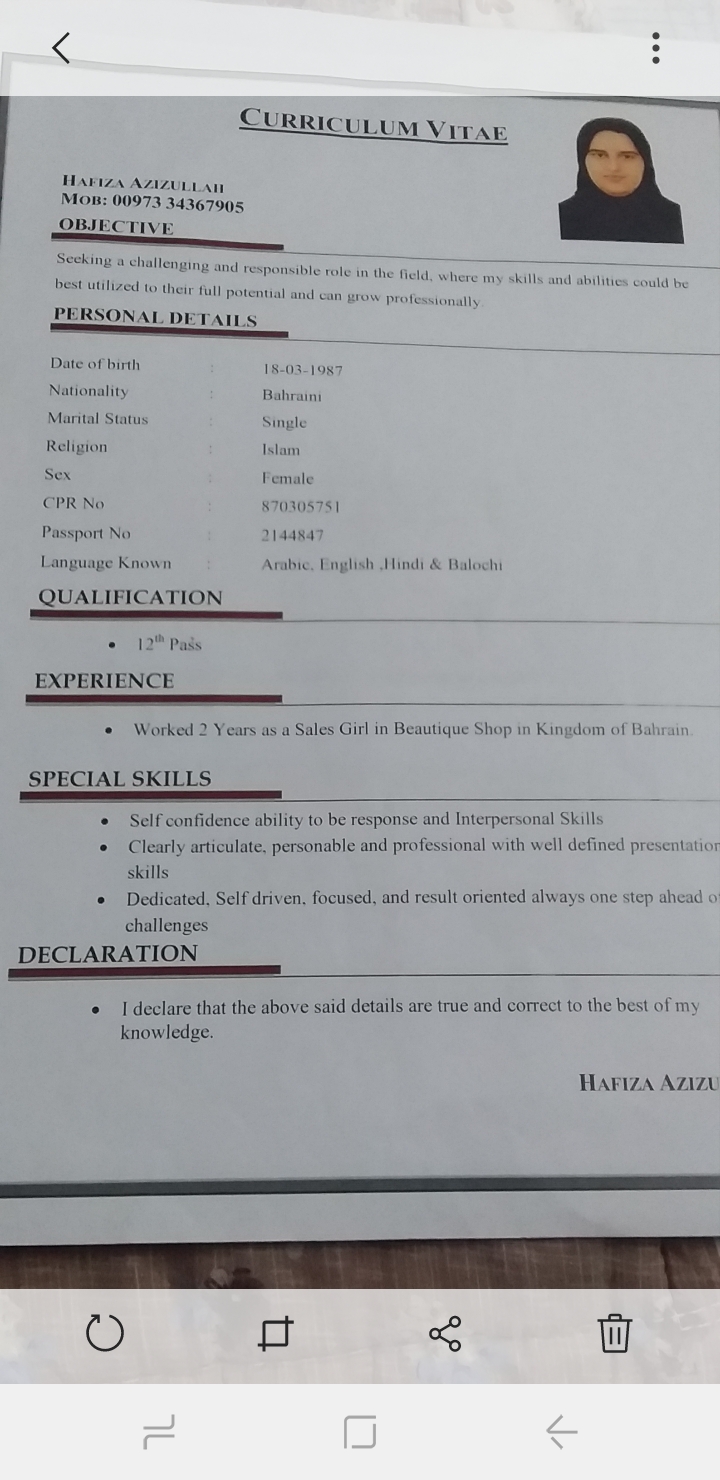 CURRICULUM VITAE
HAFIZA AZIZULLAH
MOB: 00973 34367905
OBJECTIVE
Seeking a challenging and responsible role in the field, where my skills and abilities could be
best utilized to their full potential and can grow professionally.
PERSONAL DETAILS
Date of birth : 18-03-1987
Nationality : Bahraini
Marital Status : Single
Religion : Islam
Sex : Female
CPR No : 870305751
Passport No : 2144847
Language Known : Arabic, English ,Hindi & Balochi
QUALIFICATION
• 12th Pass
EXPERIENCE
• Worked 2 Years as a Sales Girl in Beautique Shop in Kingdom of Bahrain.
SPECIAL SKILLS
• Self confidence ability to be response and Interpersonal Skills
• Clearly articulate, personable and professional with well defined presentation
skills
• Dedicated, Self driven, focused, and result oriented always one step ahead of
challenges
DECLARATION
• I declare that the above said details are true and correct to the best of my
knowledge.
HAFIZA AZIZU